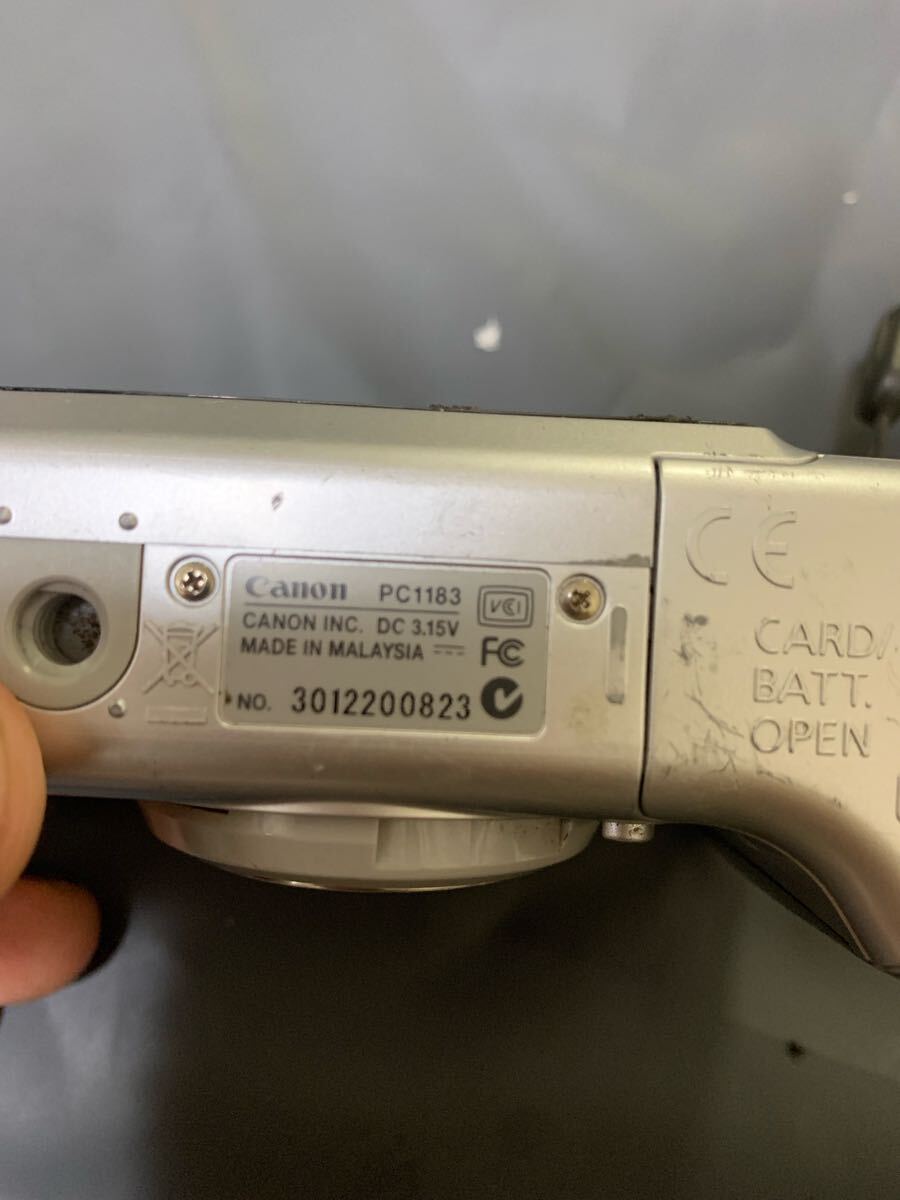 Canon PC1183 VCI
CANON INC. DC 3.15V
MADE IN MALAYSIA FC
NO. 3012200823
CE
CARD/
BATT.
OPEN